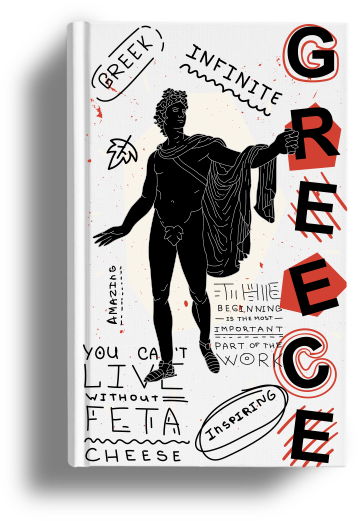 GREEK
INFINITE
GREECE
AMAZING
THE
BEGINNING
— IS THE MOST —
IMPORTANT
PART OF THE
WORK
YOU CAN'T
LIVE
WITHOUT
FETA
CHEESE
INSPIRING